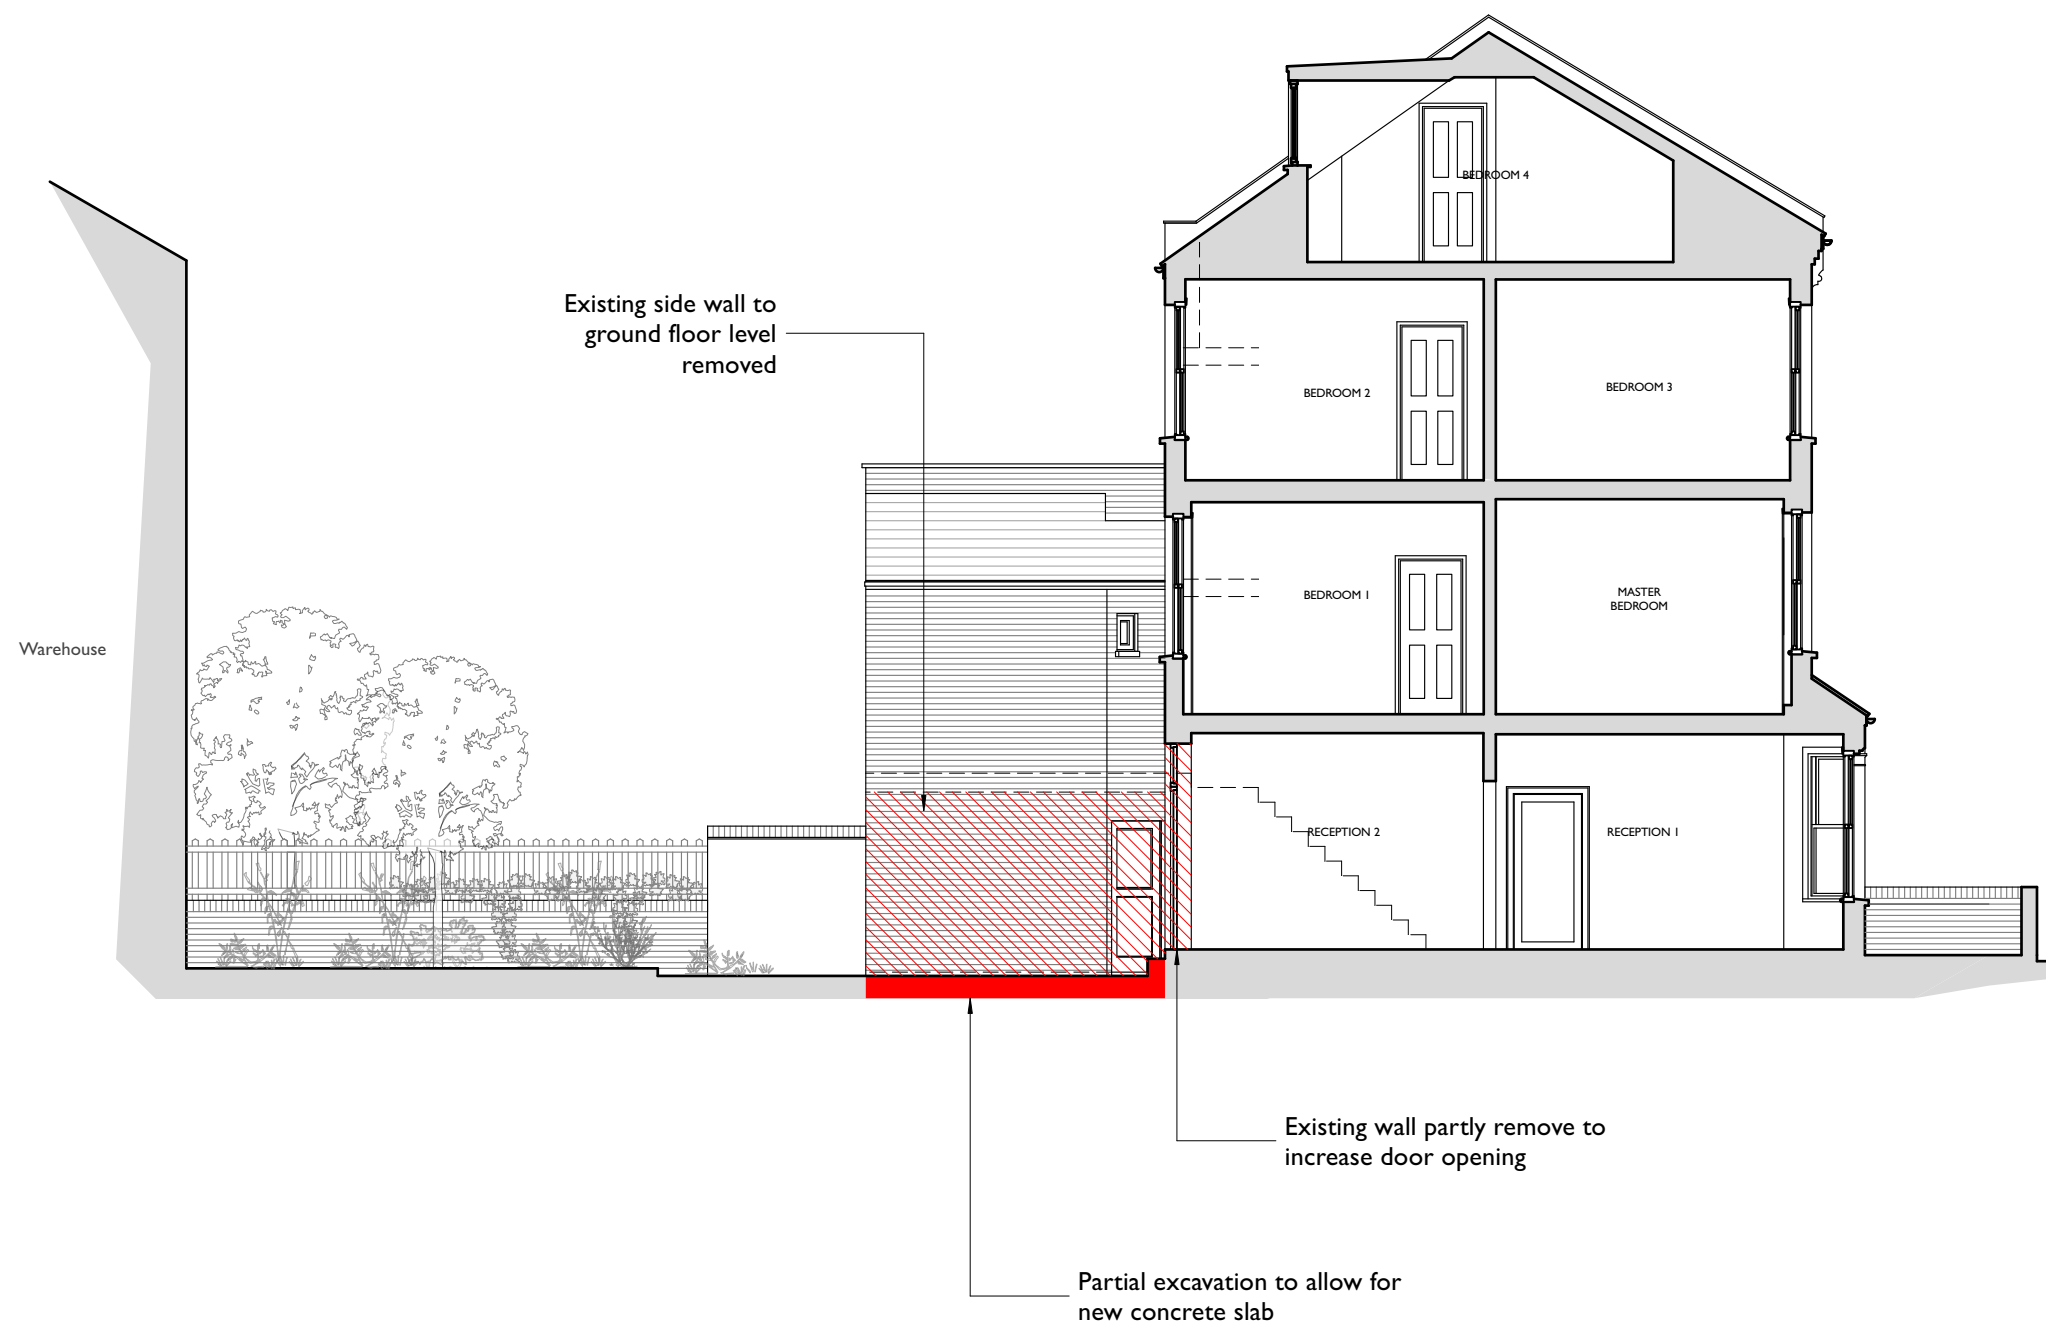 BEDROOM 4
Existing side wall to
ground floor level
removed
BEDROOM 2
BEDROOM 3
BEDROOM 1
MASTER
BEDROOM
Warehouse
RECEPTION 2
RECEPTION 1
Existing wall partly remove to
increase door opening
Partial excavation to allow for
new concrete slab